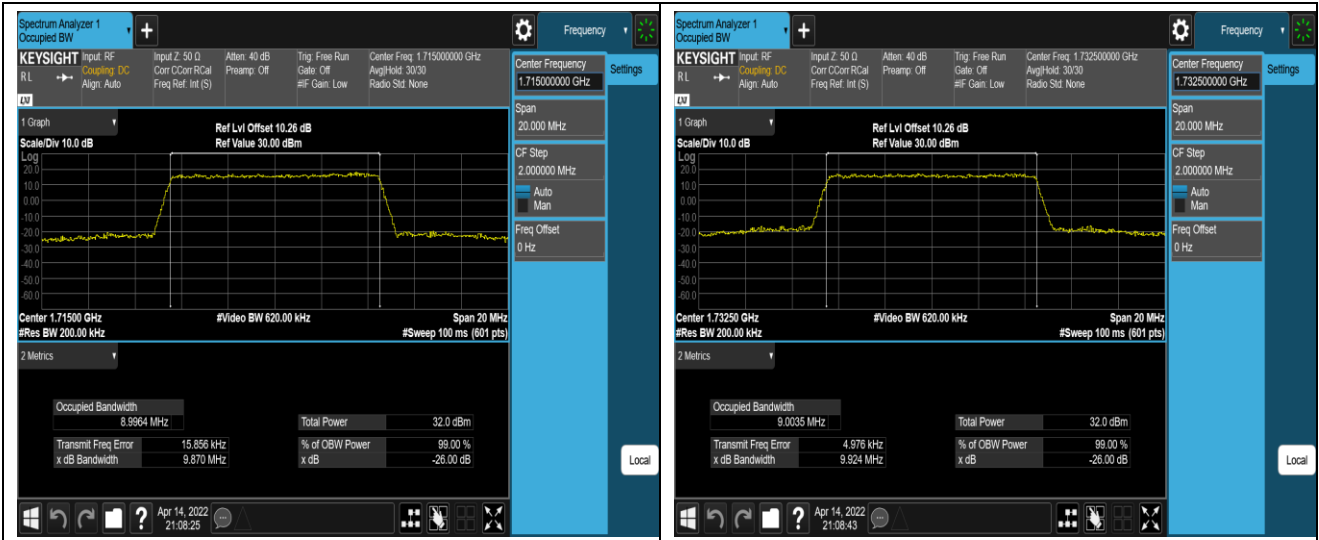 Spectrum Analyzer 1
Occupied BW
+
Frequency
KEYSIGHT
Input: RF
Coupling: DC
Align: Auto
Input Z: 50 Ω
Corr CCorr RCal
Freq Ref: Int (S)
Atten: 40 dB
Preamp: Off
Trig: Free Run
Gate: Off
#IF Gain: Low
Center Freq: 1.715000000 GHz
Avg|Hold: 30/30
Radio Std: None
R L
LXI
Center Frequency
1.715000000 GHz
Settings
Span
20.000 MHz
CF Step
2.000000 MHz
Auto
Man
Freq Offset
0 Hz
Local
1 Graph
Scale/Div 10.0 dB
Ref Lvl Offset 10.26 dB
Ref Value 30.00 dBm
Log
20.0
10.0
0.00
-10.0
-20.0
-30.0
-40.0
-50.0
-60.0
Center 1.71500 GHz
#Video BW 620.00 kHz
Span 20 MHz
#Res BW 200.00 kHz
#Sweep 100 ms (601 pts)
2 Metrics
Occupied Bandwidth
8.9964 MHz
Total Power 32.0 dBm
Transmit Freq Error 15.856 kHz
% of OBW Power 99.00 %
x dB Bandwidth 9.870 MHz
x dB -26.00 dB
?
Apr 14, 2022
21:08:25
Spectrum Analyzer 1
Occupied BW
+
Frequency
KEYSIGHT
Input: RF
Coupling: DC
Align: Auto
Input Z: 50 Ω
Corr CCorr RCal
Freq Ref: Int (S)
Atten: 40 dB
Preamp: Off
Trig: Free Run
Gate: Off
#IF Gain: Low
Center Freq: 1.732500000 GHz
Avg|Hold: 30/30
Radio Std: None
R L
LXI
Center Frequency
1.732500000 GHz
Settings
Span
20.000 MHz
CF Step
2.000000 MHz
Auto
Man
Freq Offset
0 Hz
Local
1 Graph
Scale/Div 10.0 dB
Ref Lvl Offset 10.26 dB
Ref Value 30.00 dBm
Log
20.0
10.0
0.00
-10.0
-20.0
-30.0
-40.0
-50.0
-60.0
Center 1.73250 GHz
#Video BW 620.00 kHz
Span 20 MHz
#Res BW 200.00 kHz
#Sweep 100 ms (601 pts)
2 Metrics
Occupied Bandwidth
9.0035 MHz
Total Power 32.0 dBm
Transmit Freq Error 4.976 kHz
% of OBW Power 99.00 %
x dB Bandwidth 9.924 MHz
x dB -26.00 dB
?
Apr 14, 2022
21:08:43